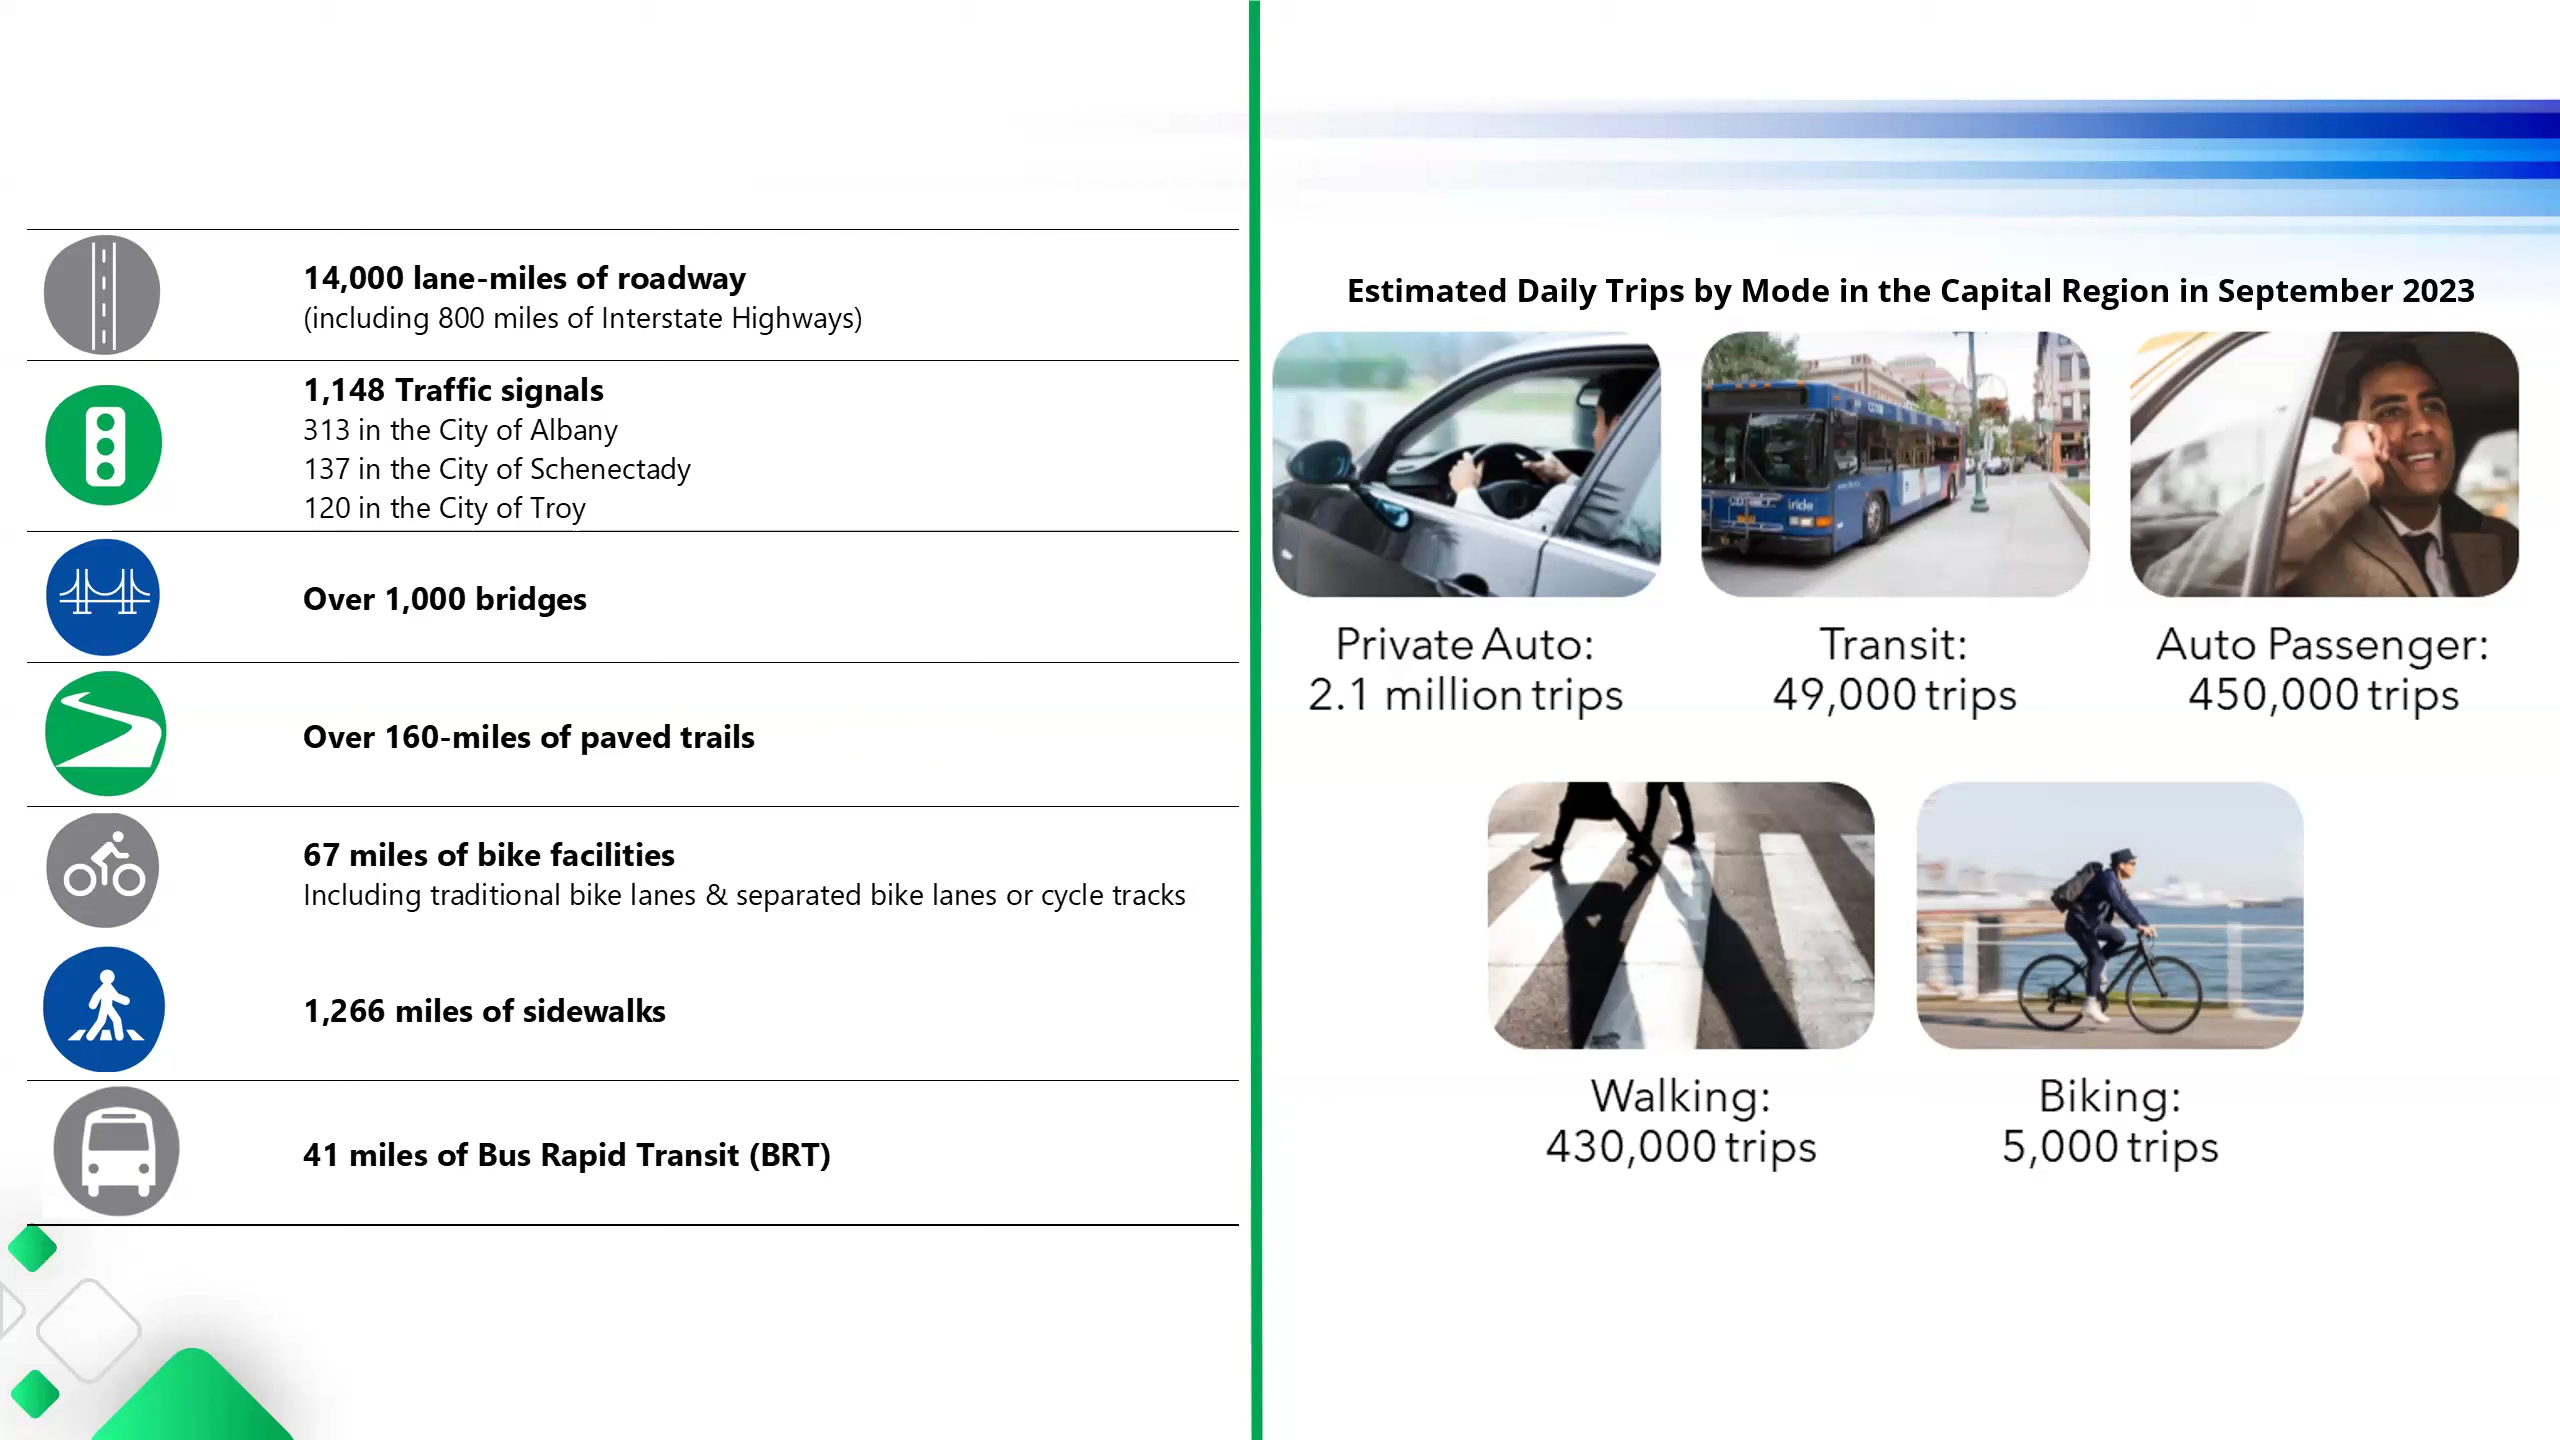 14,000 lane-miles of roadway
(including 800 miles of Interstate Highways)
1,148 Traffic signals
313 in the City of Albany
137 in the City of Schenectady
120 in the City of Troy
Over 1,000 bridges
Over 160-miles of paved trails
67 miles of bike facilities
Including traditional bike lanes & separated bike lanes or cycle tracks
1,266 miles of sidewalks
41 miles of Bus Rapid Transit (BRT)
Estimated Daily Trips by Mode in the Capital Region in September 2023
iride
Private Auto:
2.1 million trips
Transit:
49,000 trips
Auto Passenger:
450,000 trips
Walking:
430,000 trips
Biking:
5,000 trips